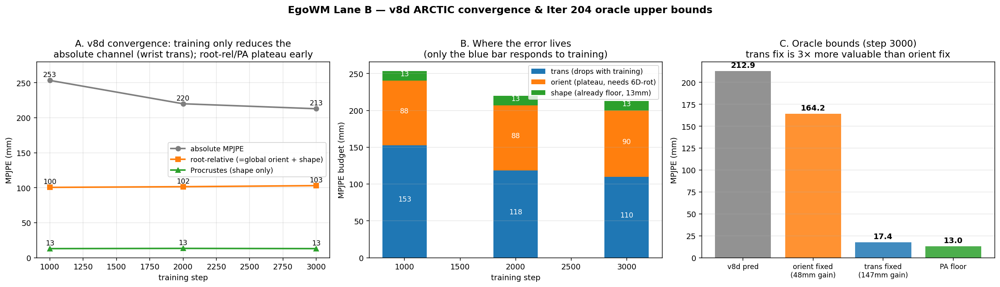 EgoWM Lane B — v8d ARCTIC convergence & Iter 204 oracle upper bounds
A. v8d convergence: training only reduces the
absolute channel (wrist trans); root-rel/PA plateau early
MPJPE (mm)
250
200
150
100
50
0
253
220
213
absolute MPJPE
root-relative (=global orient + shape)
Procrustes (shape only)
100
102
103
13
13
13
1000
1250
1500
1750
2000
2250
2500
2750
3000
training step
B. Where the error lives
(only the blue bar responds to training)
MPJPE budget (mm)
250
200
150
100
50
0
trans (drops with training)
orient (plateau, needs 6D-rot)
shape (already floor, 13mm)
13
88
153
13
88
118
13
90
110
1000
1500
2000
2500
3000
training step
C. Oracle bounds (step 3000)
trans fix is 3× more valuable than orient fix
MPJPE (mm)
200
175
150
125
100
75
50
25
0
212.9
164.2
17.4
13.0
v8d pred
orient fixed
(48mm gain)
trans fixed
(147mm gain)
PA floor